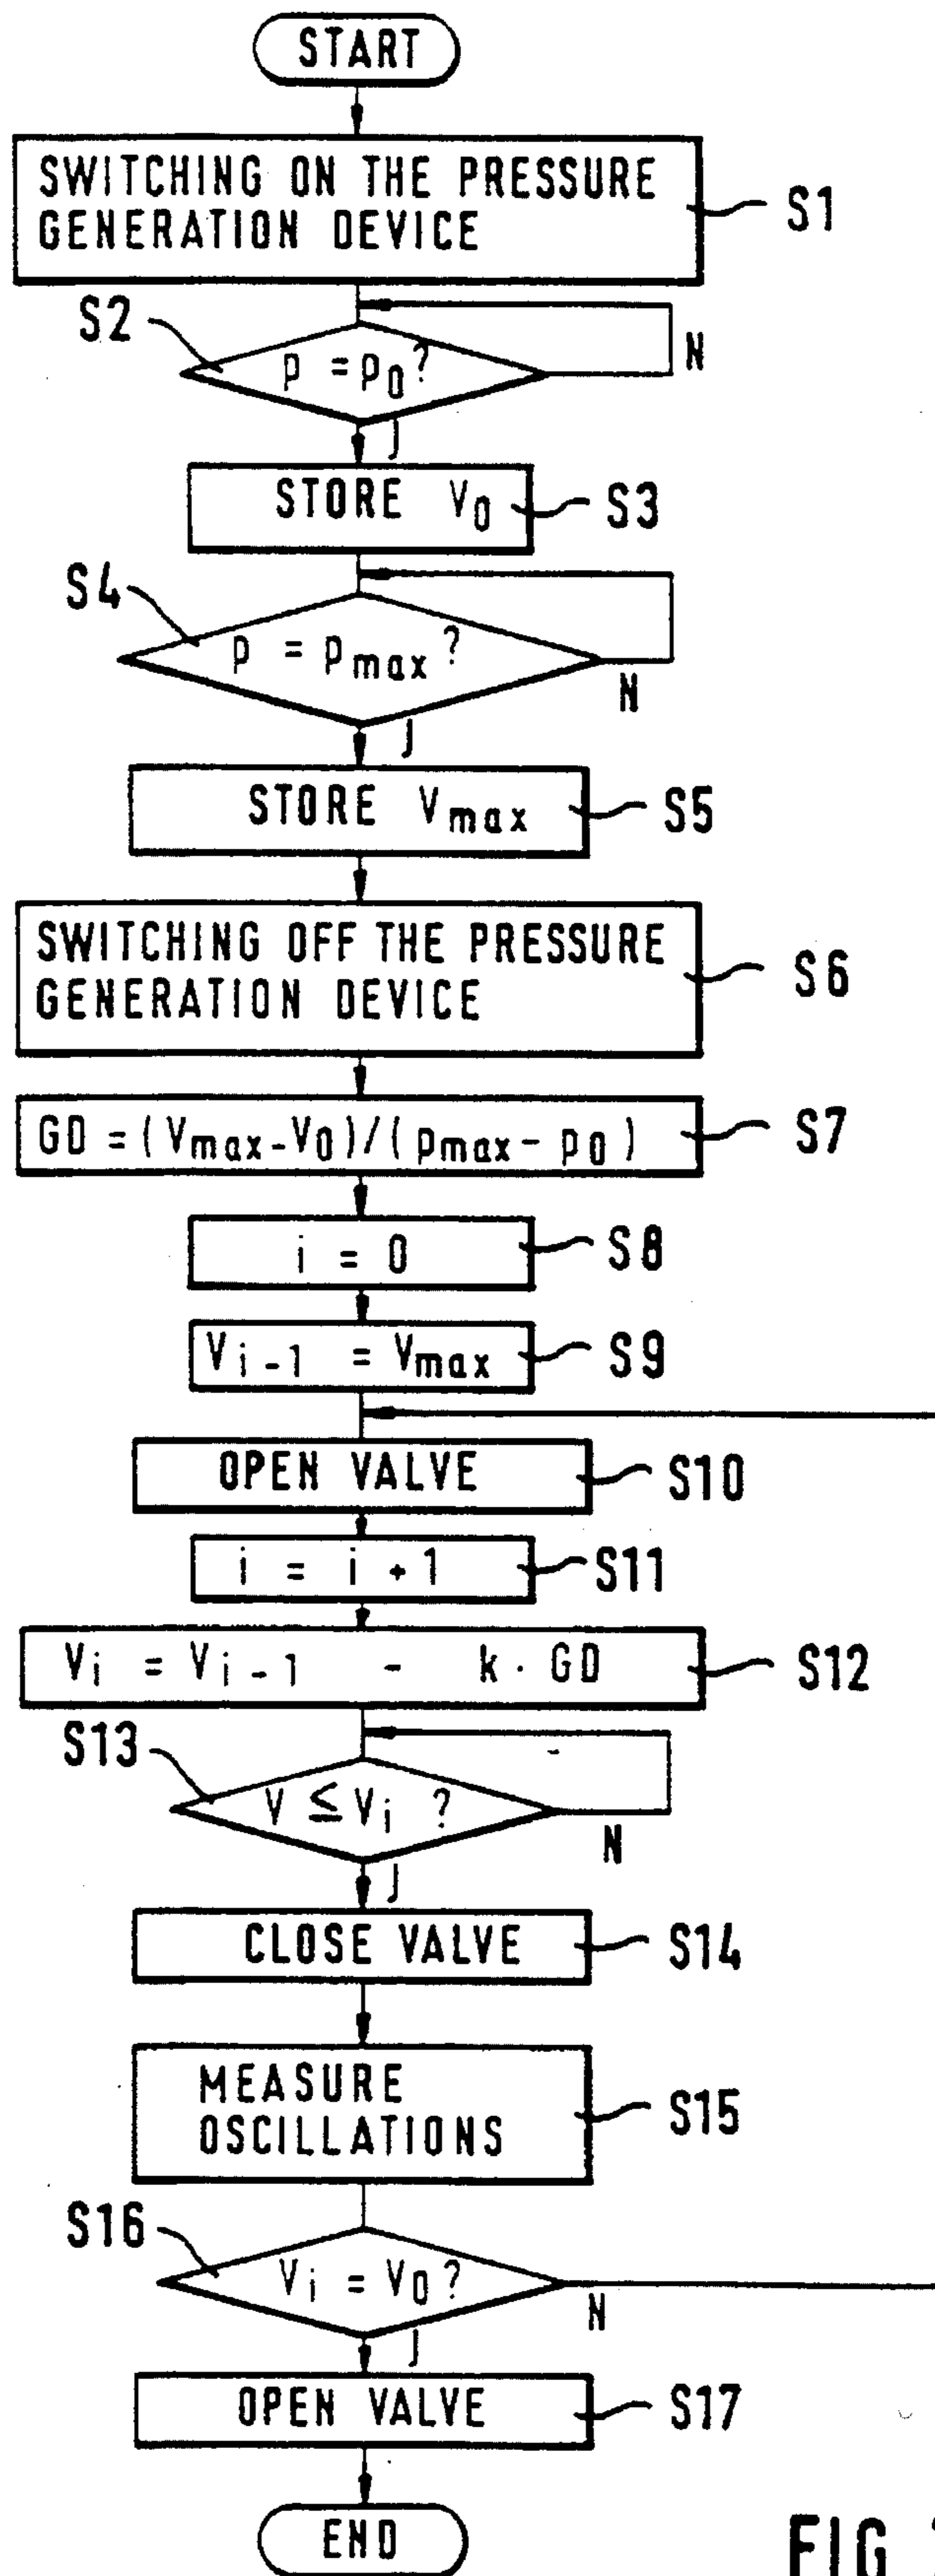 START
SWITCHING ON THE PRESSURE
GENERATION DEVICE
S1
S2
p = p0?
N
J
STORE V0
S3
S4
p = pmax?
N
J
STORE Vmax
S5
SWITCHING OFF THE PRESSURE
GENERATION DEVICE
S6
GD = (Vmax - V0)/(pmax - p0)
S7
i = 0
S8
Vi-1 = Vmax
S9
OPEN VALVE
S10
i = i + 1
S11
Vi = Vi-1 - k · GD
S12
S13
V ≤ Vi ?
N
J
CLOSE VALVE
S14
MEASURE
OSCILLATIONS
S15
S16
Vi = V0?
N
J
OPEN VALVE
S17
END
FIG